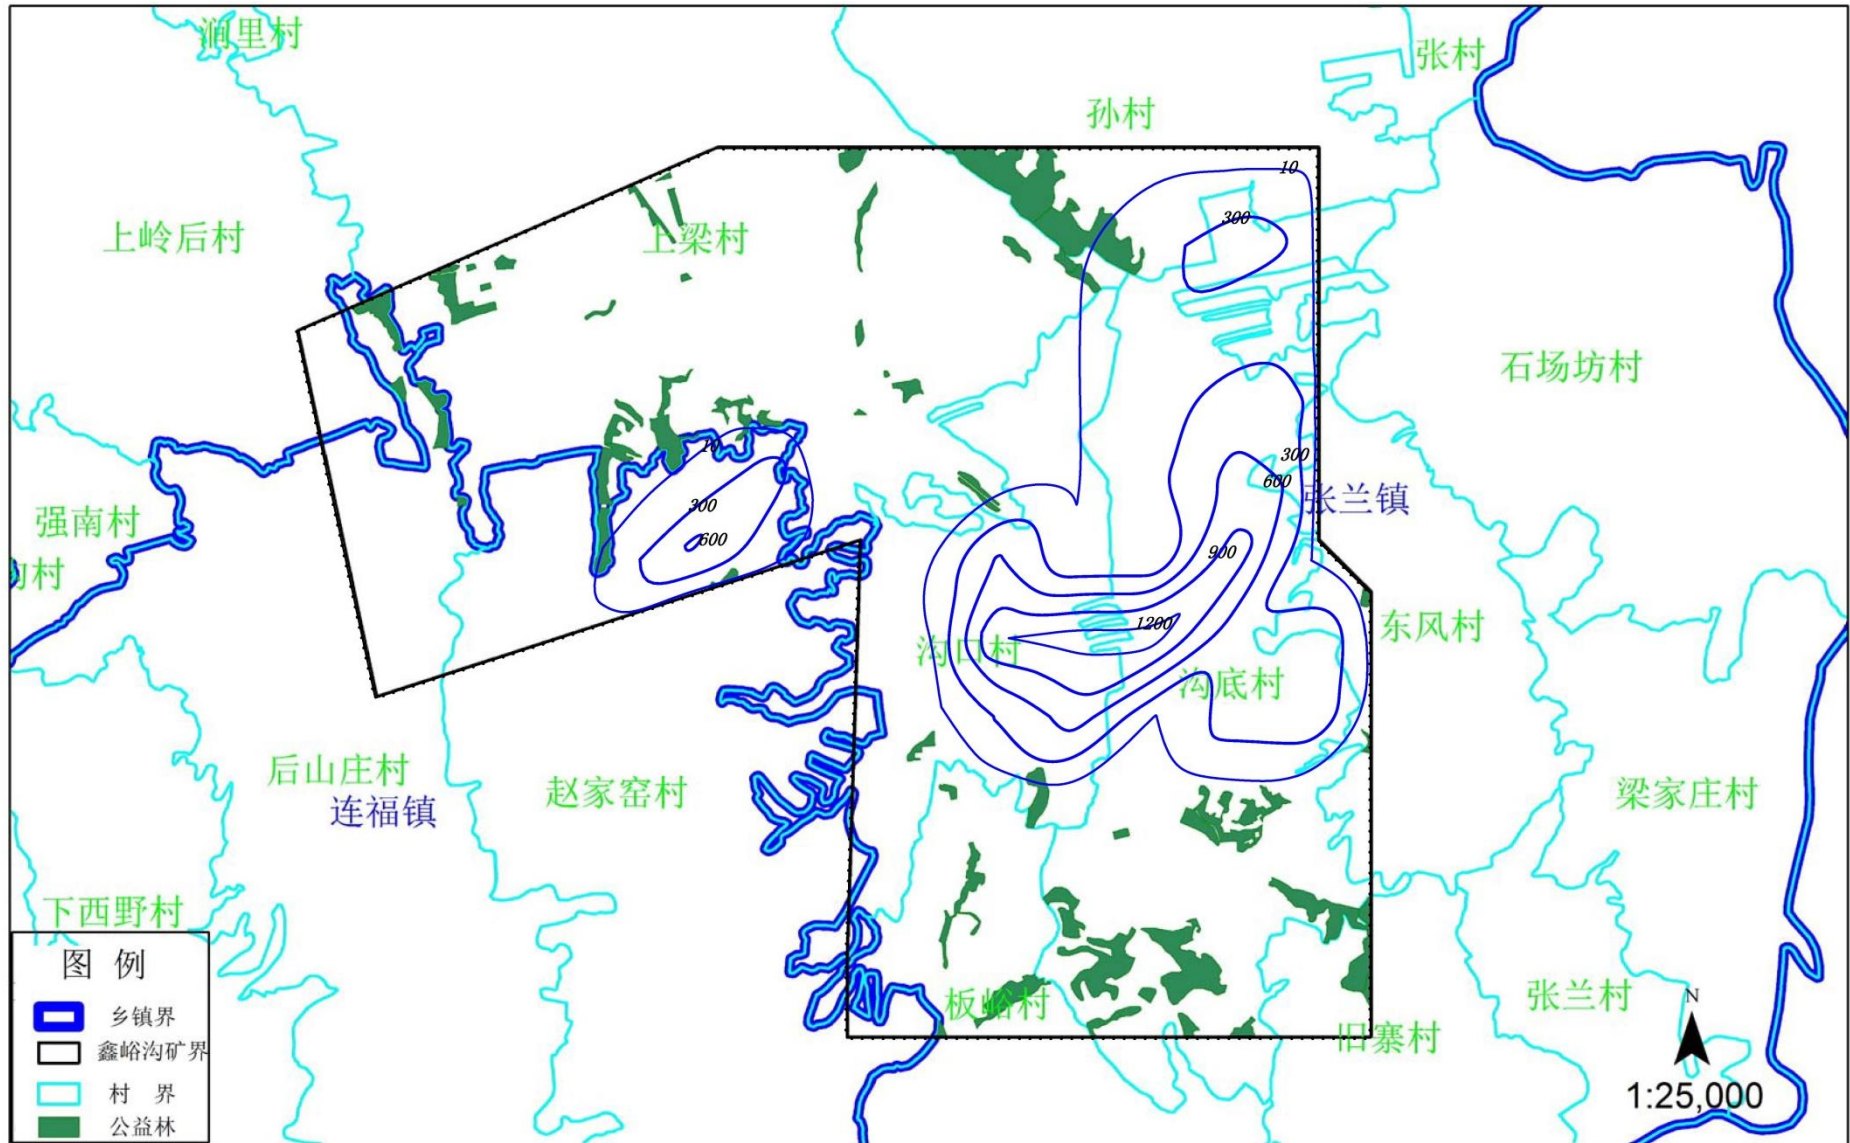 涧里村
张村
孙村
10
300
上岭后村
上梁村
石场坊村
10
300
600
张兰镇
300
600
强南村
900
1200
东风村
沟口村
沟底村
后山庄村
连福镇
赵家窑村
梁家庄村
下西野村
图 例
乡镇界
鑫峪沟矿界
村 界
公益林
板峪村
张兰村
旧寨村
N
1:25,000